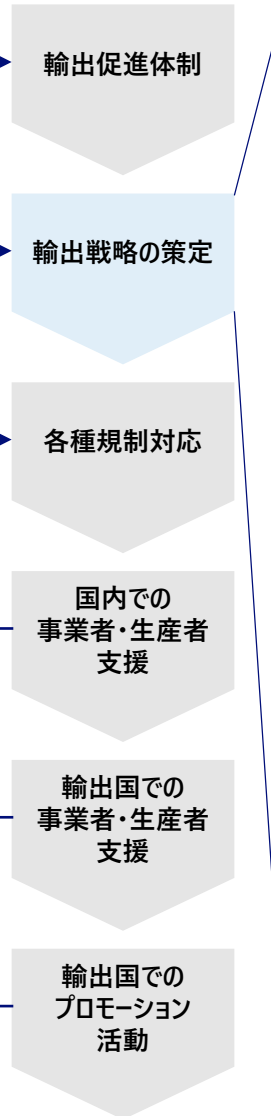 輸出促進体制
輸出戦略の策定
各種規制対応
国内での
事業者・生産者
支援
輸出国での
事業者・生産者
支援
輸出国での
プロモーション
活動